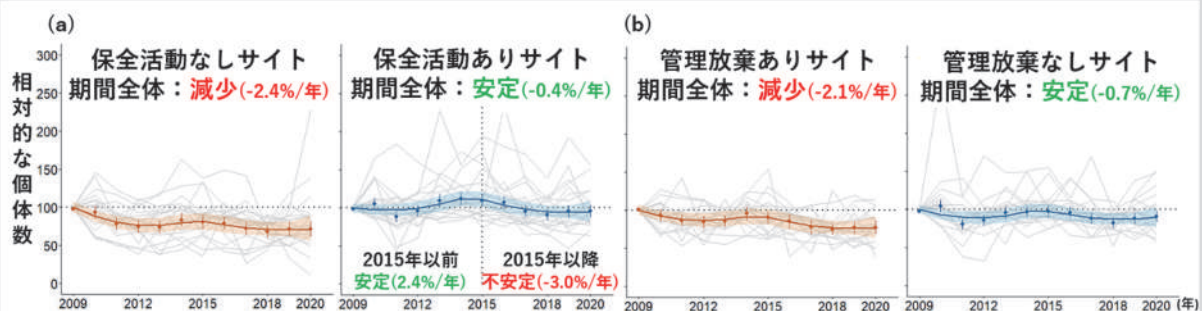 (a)
保全活動なしサイト
期間全体：減少(-2.4%/年)
保全活動ありサイト
期間全体：安定(-0.4%/年)
2015年以前
安定(2.4%/年)
2015年以降
不安定(-3.0%/年)
相対的な個体数
300
250
200
150
100
50
0
2009 2012 2015 2018 2020
2009 2012 2015 2018 2020
(b)
管理放棄ありサイト
期間全体：減少(-2.1%/年)
管理放棄なしサイト
期間全体：安定(-0.7%/年)
2009 2012 2015 2018 2020
2009 2012 2015 2018 2020 (年)